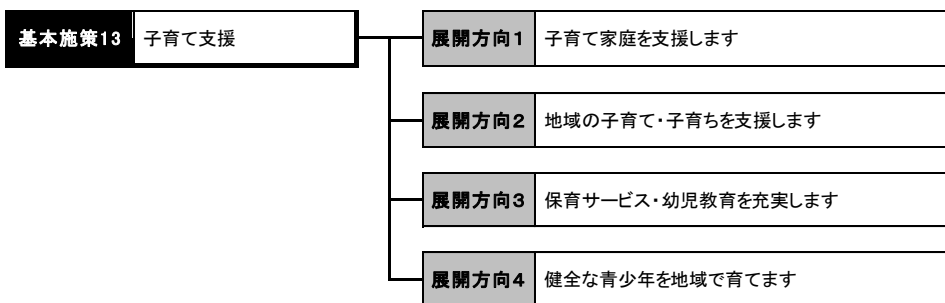 基本施策13 子育て支援
展開方向1 子育て家庭を支援します
展開方向2 地域の子育て・子育ちを支援します
展開方向3 保育サービス・幼児教育を充実します
展開方向4 健全な青少年を地域で育てます